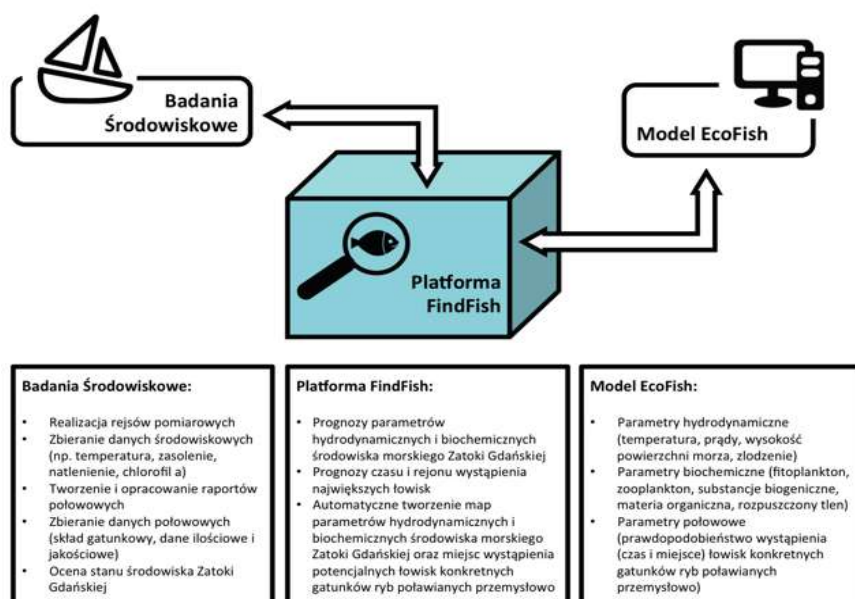 Badania
Środowiskowe
Model EcoFish
Platforma
FindFish
Badania Środowiskowe:
• Realizacja rejsów pomiarowych
• Zbieranie danych środowiskowych
(np. temperatura, zasolenie,
natlenienie, chlorofil a)
• Tworzenie i opracowanie raportów
połowowych
• Zbieranie danych połowowych
(skład gatunkowy, dane ilościowe i
jakościowe)
• Ocena stanu środowiska Zatoki
Gdańskiej
Platforma FindFish:
• Prognozy parametrów
hydrodynamicznych i biochemicznych
środowiska morskiego Zatoki Gdańskiej
• Prognozy czasu i rejonu wystąpienia
największych łowisk
• Automatyczne tworzenie map
parametrów hydrodynamicznych i
biochemicznych środowiska morskiego
Zatoki Gdańskiej oraz miejsc wystąpienia
potencjalnych łowisk konkretnych
gatunków ryb poławianych przemysłowo
Model EcoFish:
• Parametry hydrodynamiczne
(temperatura, prądy, wysokość
powierzchni morza, zlodzenie)
• Parametry biochemiczne (fitoplankton,
zooplankton, substancje biogeniczne,
materia organiczna, rozpuszczony tlen)
• Parametry połowowe
(prawdopodobieństwo wystąpienia
(czas i miejsce) łowisk konkretnych
gatunków ryb poławianych
przemysłowo)